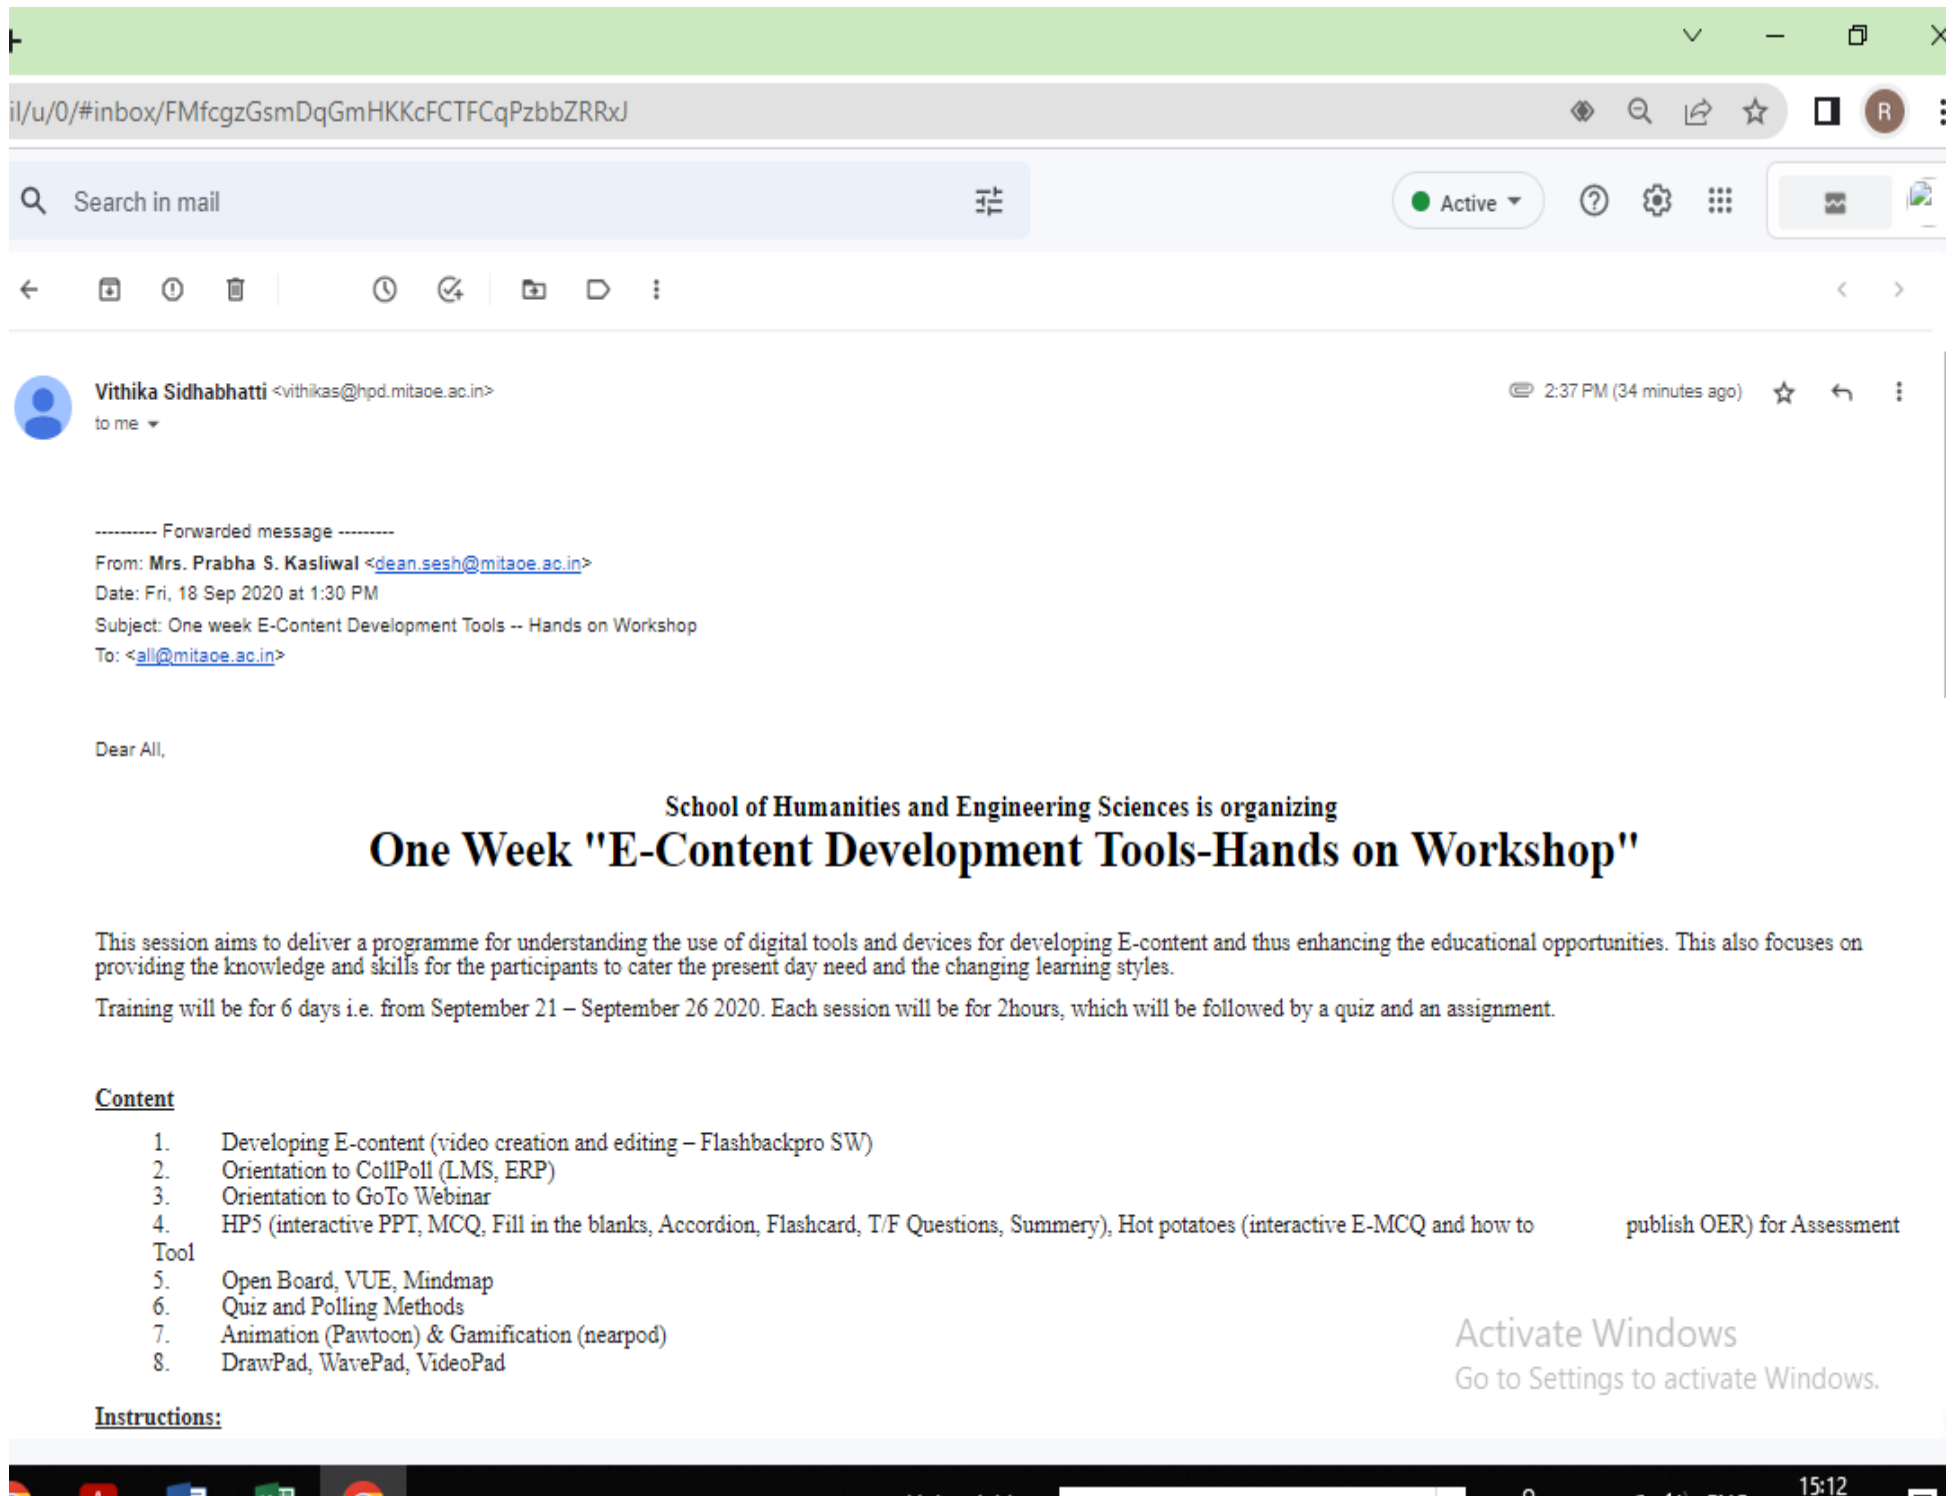 il/u/0/#inbox/FMfcgzGsmDqGmHKKcFCTFCqPzbbZRRxJ
R
Search in mail
Active
Vithika Sidhabhatti <vithikas@hpd.mitaoe.ac.in>
2:37 PM (34 minutes ago)
to me
---------- Forwarded message ---------
From: Mrs. Prabha S. Kasliwal <dean.sesh@mitaoe.ac.in>
Date: Fri, 18 Sep 2020 at 1:30 PM
Subject: One week E-Content Development Tools -- Hands on Workshop
To: <all@mitaoe.ac.in>
Dear All,
School of Humanities and Engineering Sciences is organizing
One Week "E-Content Development Tools-Hands on Workshop"
This session aims to deliver a programme for understanding the use of digital tools and devices for developing E-content and thus enhancing the educational opportunities. This also focuses on
providing the knowledge and skills for the participants to cater the present day need and the changing learning styles.
Training will be for 6 days i.e. from September 21 – September 26 2020. Each session will be for 2hours, which will be followed by a quiz and an assignment.
Content
1. Developing E-content (video creation and editing – Flashbackpro SW)
2. Orientation to CollPoll (LMS, ERP)
3. Orientation to GoTo Webinar
4. HP5 (interactive PPT, MCQ, Fill in the blanks, Accordion, Flashcard, T/F Questions, Summery), Hot potatoes (interactive E-MCQ and how to publish OER) for Assessment
Tool
5. Open Board, VUE, Mindmap
6. Quiz and Polling Methods
7. Animation (Pawtoon) & Gamification (nearpod)
8. DrawPad, WavePad, VideoPad
Activate Windows
Go to Settings to activate Windows.
Instructions:
15:12